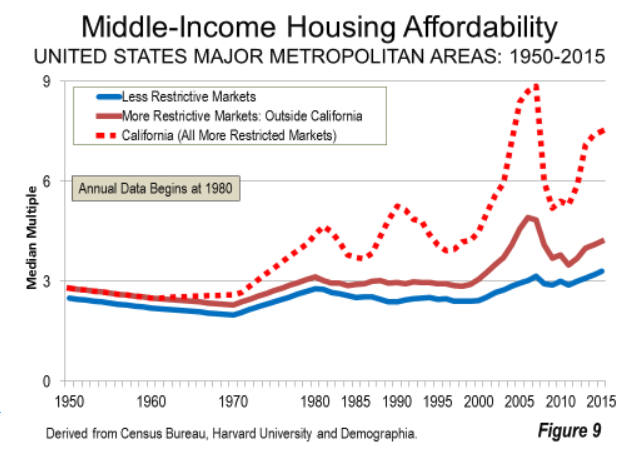 Middle-Income Housing Affordability
UNITED STATES MAJOR METROPOLITAN AREAS: 1950-2015
9
Less Restrictive Markets
More Restrictive Markets: Outside California
California (All More Restricted Markets)
6
Annual Data Begins at 1980
Median Multiple
3
0
1950 1960 1970 1980 1985 1990 1995 2000 2005 2010 2015
Derived from Census Bureau, Harvard University and Demographia.
Figure 9